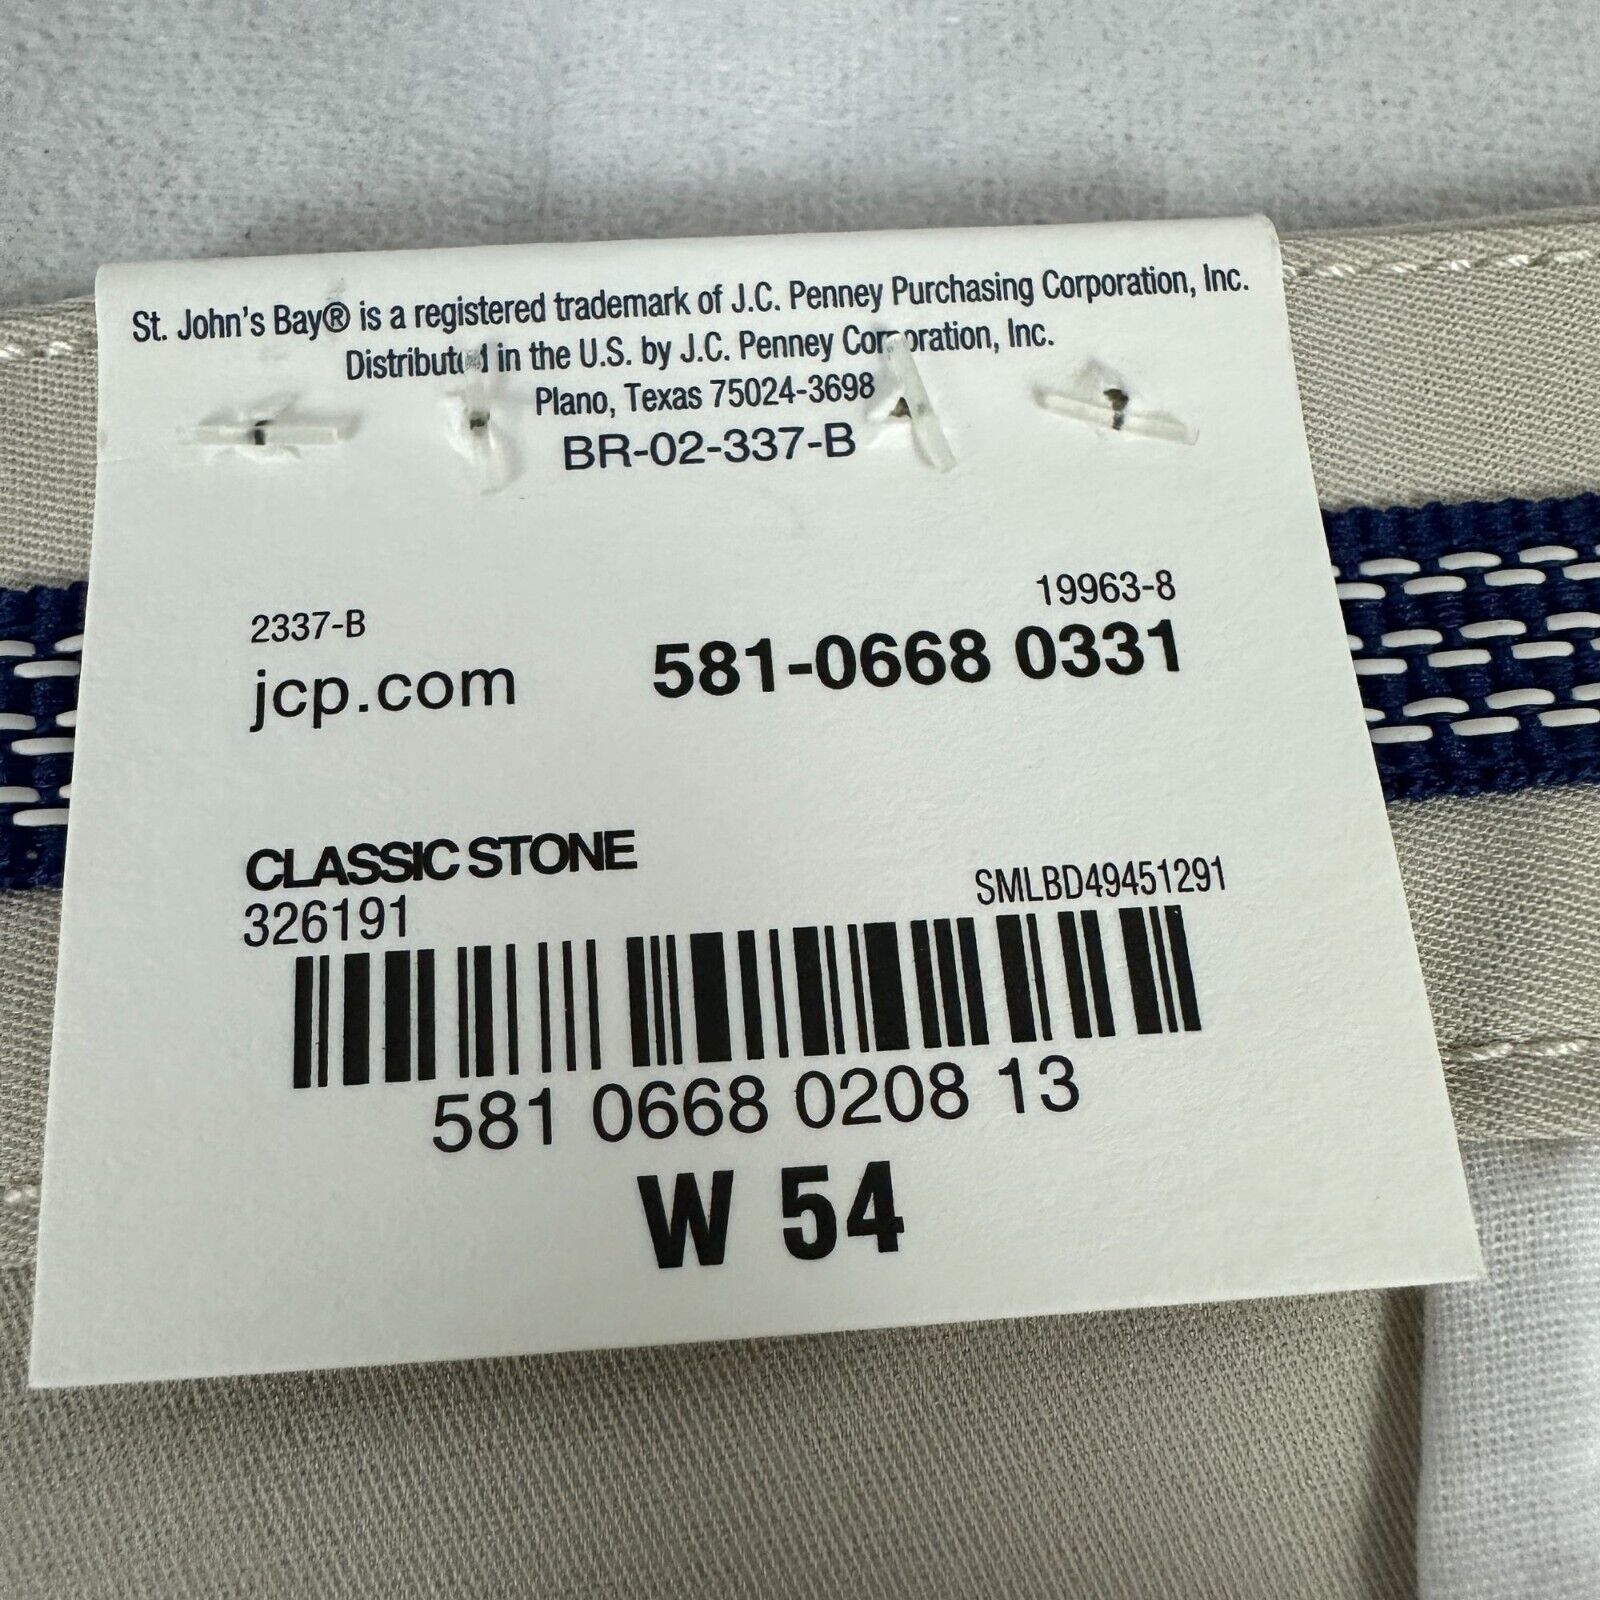 St. John's Bay® is a registered trademark of J.C. Penney Purchasing Corporation, Inc.
Distributed in the U.S. by J.C. Penney Corporation, Inc.
Plano, Texas 75024-3698
BR-02-337-B
2337-B
19963-8
jcp.com
581-0668 0331
CLASSIC STONE
326191
SMLBD49451291
581 0668 0208 13
W 54